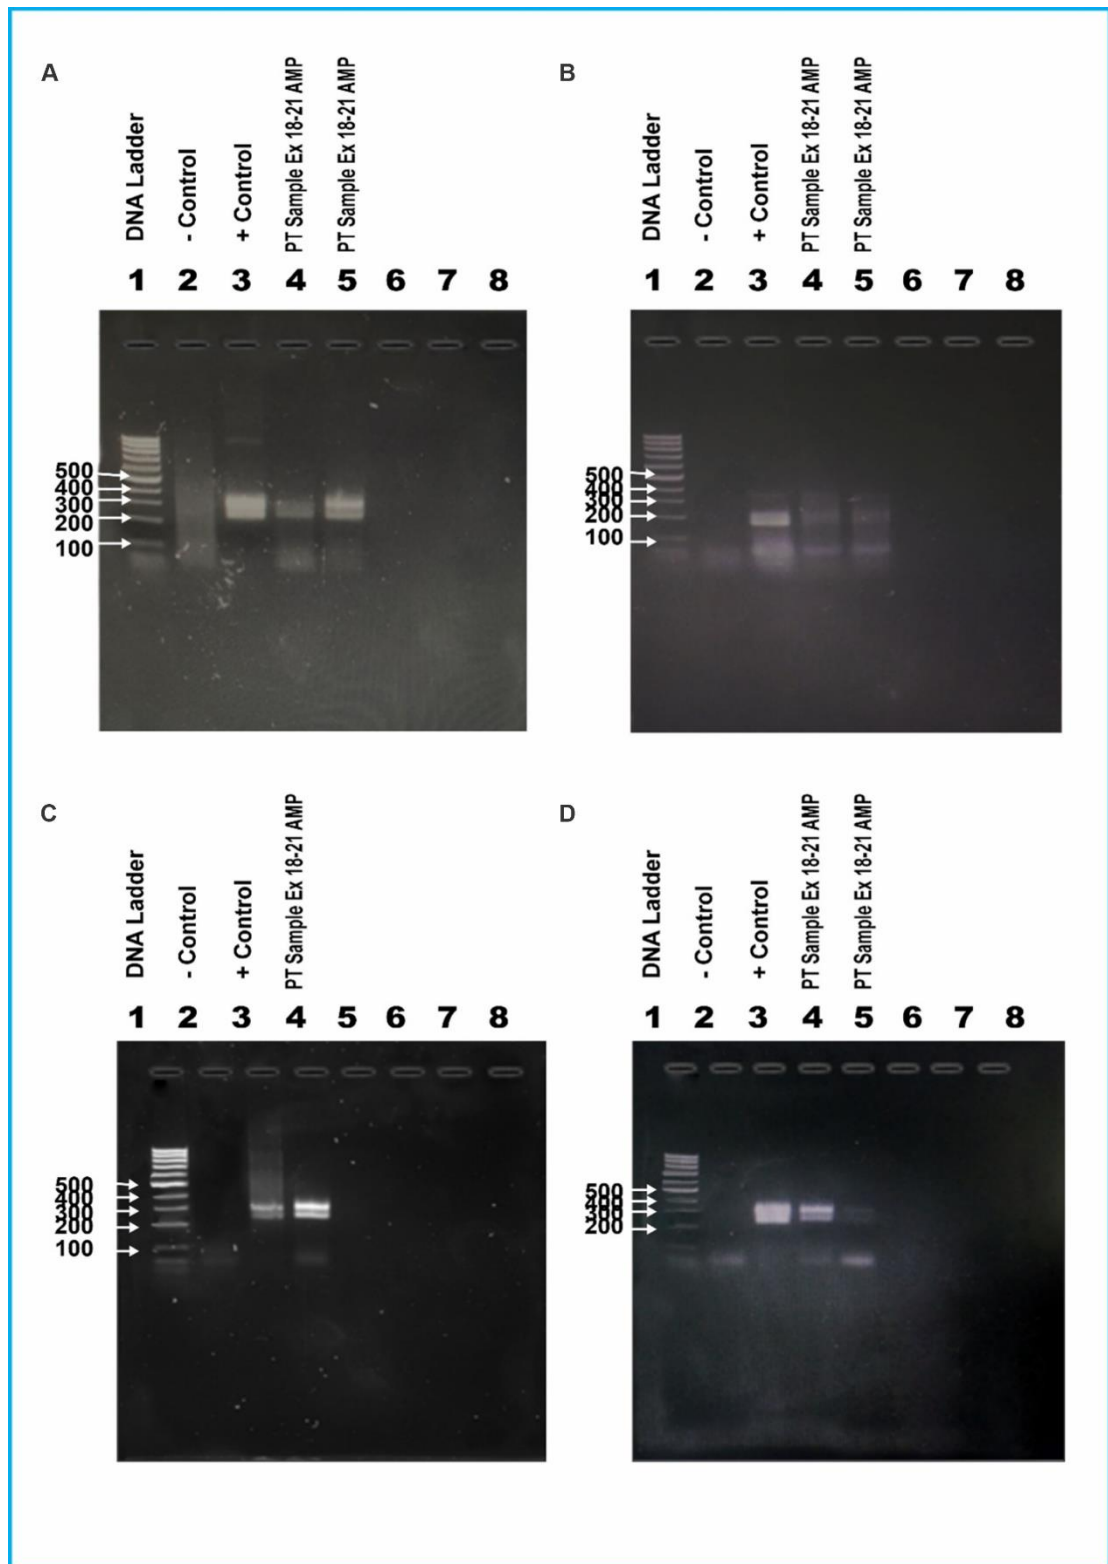 A
DNA Ladder
- Control
+ Control
PT Sample Ex 18-21 AMP
PT Sample Ex 18-21 AMP
1 2 3 4 5 6 7 8
500
400
300
200
100
B
DNA Ladder
- Control
+ Control
PT Sample Ex 18-21 AMP
PT Sample Ex 18-21 AMP
1 2 3 4 5 6 7 8
500
400
300
200
100
C
DNA Ladder
- Control
+ Control
PT Sample Ex 18-21 AMP
1 2 3 4 5 6 7 8
500
400
300
200
100
D
DNA Ladder
- Control
+ Control
PT Sample Ex 18-21 AMP
PT Sample Ex 18-21 AMP
1 2 3 4 5 6 7 8
500
400
300
200